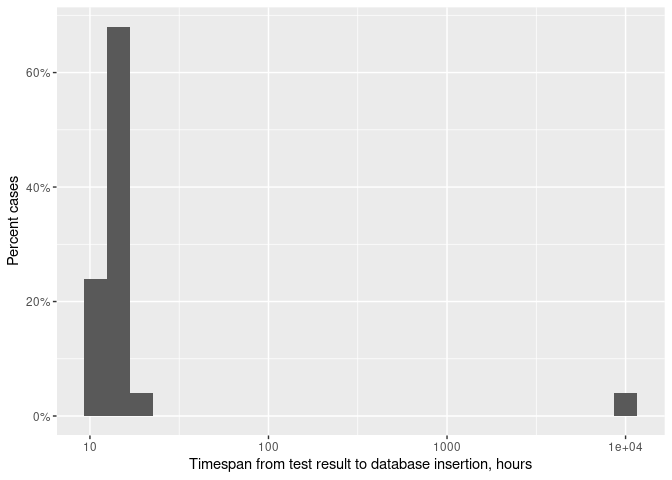 60%
40%
20%
0%
Percent cases
10 100 1000 1e+04
Timespan from test result to database insertion, hours